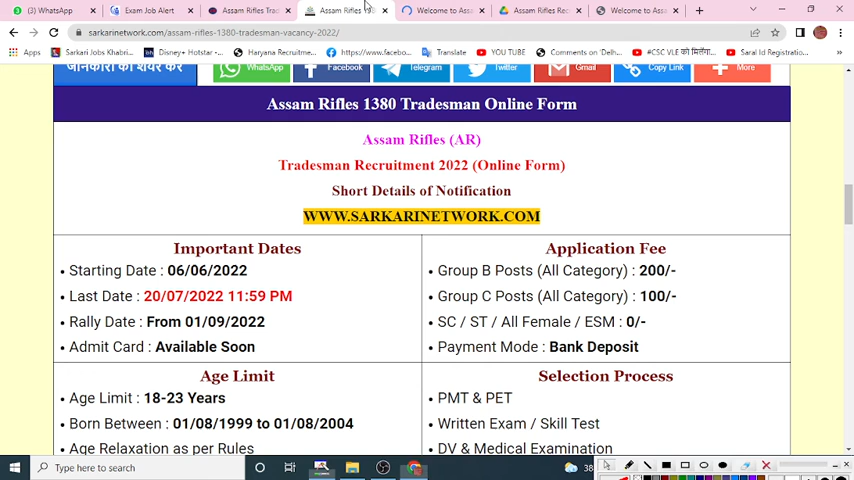 (3) WhatsApp
Exam Job Alert
Assam Rifles Trad
Assam Rifles 138
Welcome to Assa
Assam Rifles Rec
Welcome to Assa
sarkarinetwork.com/assam-rifles-1380-tradesman-vacancy-2022/
Apps
Sarkari Jobs Khabri...
Disney+ Hotstar -...
Haryana Recruitme...
https://www.facebo...
Translate
YOU TUBE
Comments on 'Delh...
#CSC VLE को मिलेंगा...
Saral Id Registratio...
जानकारी को शेयर करें
WhatsApp
Facebook
Telegram
Twitter
Gmail
Copy Link
More
Assam Rifles 1380 Tradesman Online Form
Assam Rifles (AR)
Tradesman Recruitment 2022 (Online Form)
Short Details of Notification
WWW.SARKARINETWORK.COM
Important Dates
• Starting Date : 06/06/2022
• Last Date : 20/07/2022 11:59 PM
• Rally Date : From 01/09/2022
• Admit Card : Available Soon
Application Fee
• Group B Posts (All Category) : 200/-
• Group C Posts (All Category) : 100/-
• SC / ST / All Female / ESM : 0/-
• Payment Mode : Bank Deposit
Age Limit
• Age Limit : 18-23 Years
• Born Between : 01/08/1999 to 01/08/2004
• Age Relaxation as per Rules
Selection Process
• PMT & PET
• Written Exam / Skill Test
• DV & Medical Examination
Type here to search